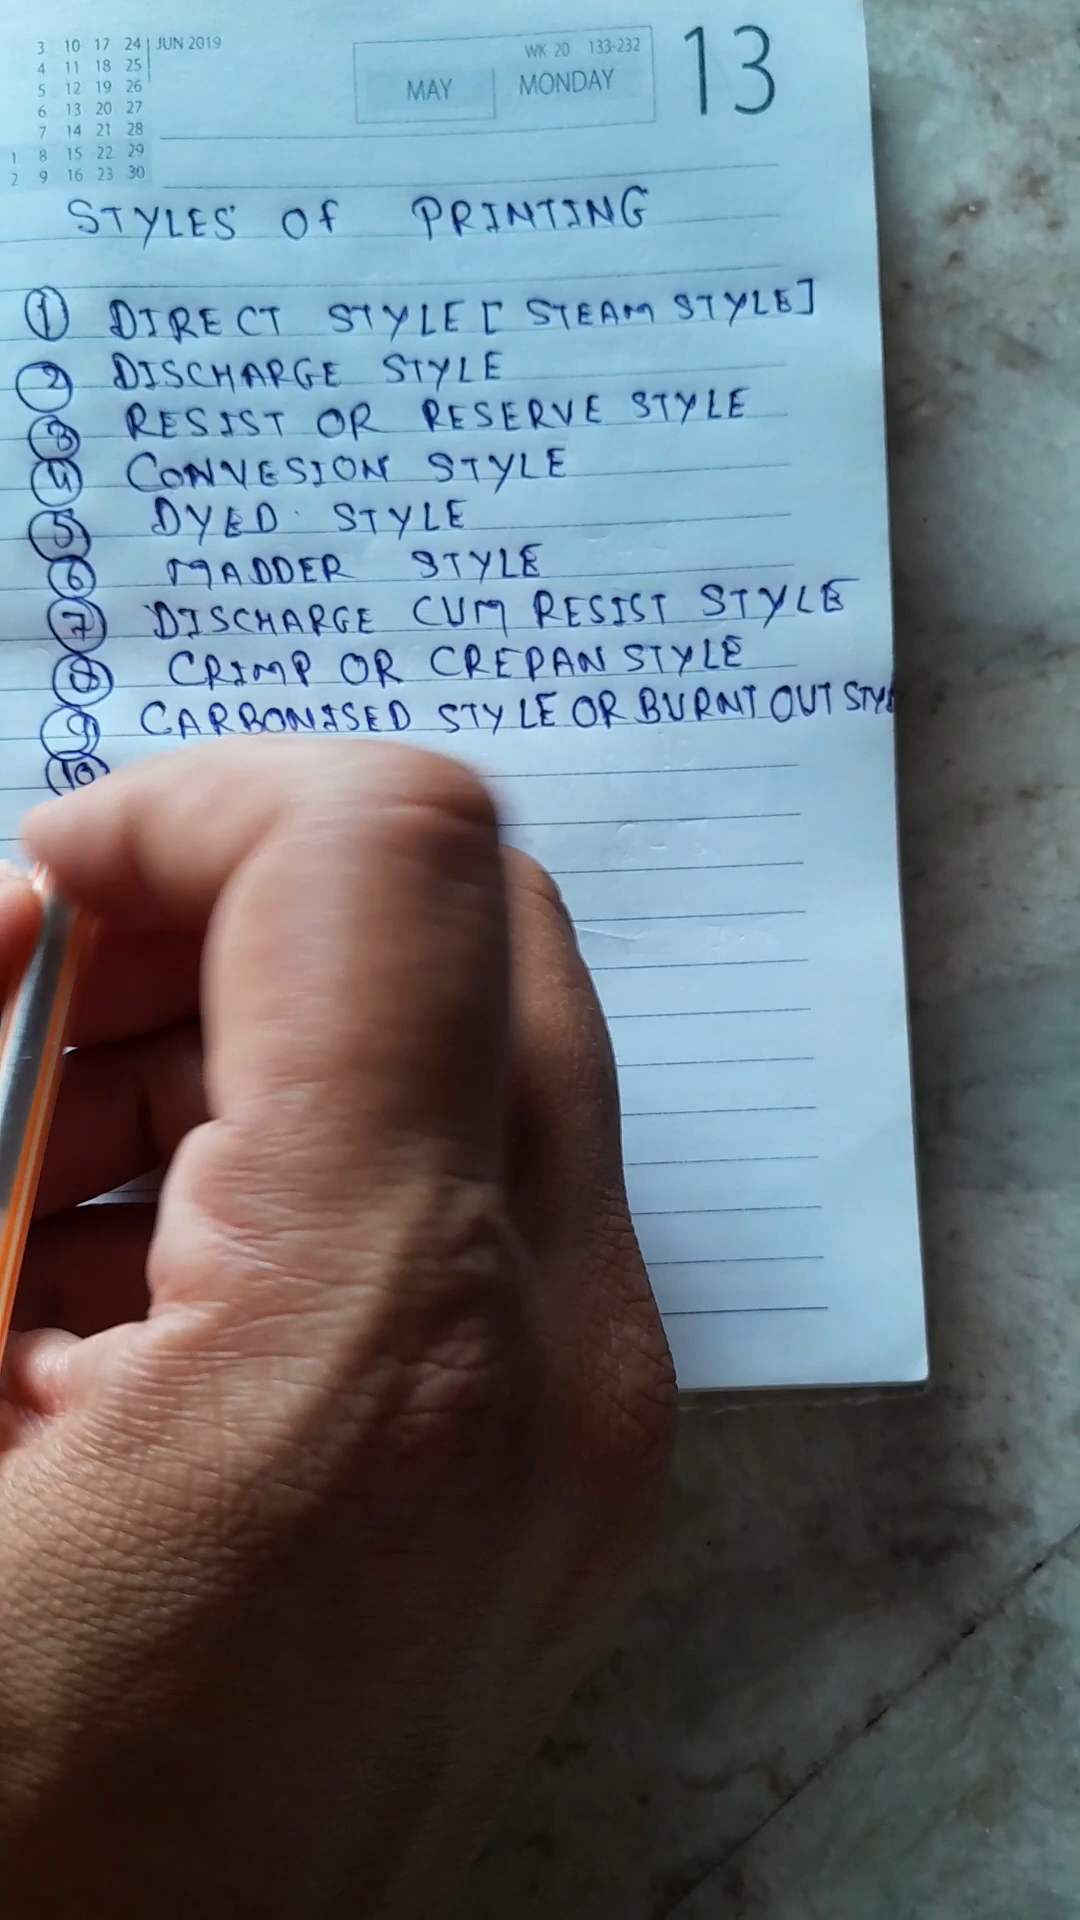 3 10 17 24 JUN 2019
4 11 18 25
5 12 19 26
6 13 20 27
7 14 21 28
1 8 15 22 29
2 9 16 23 30
WK 20 133-232
MAY MONDAY 13
STYLES OF PRINTING
1 DIRECT STYLE [STEAM STYLE]
2 DISCHARGE STYLE
3 RESIST OR RESERVE STYLE
4 CONVESION STYLE
5 DYED STYLE
6 MADDER STYLE
7 DISCHARGE CUM RESIST STYLE
8 CRIMP OR CREPAN STYLE
9 CARBONISED STYLE OR BURNT OUT STYLE
10